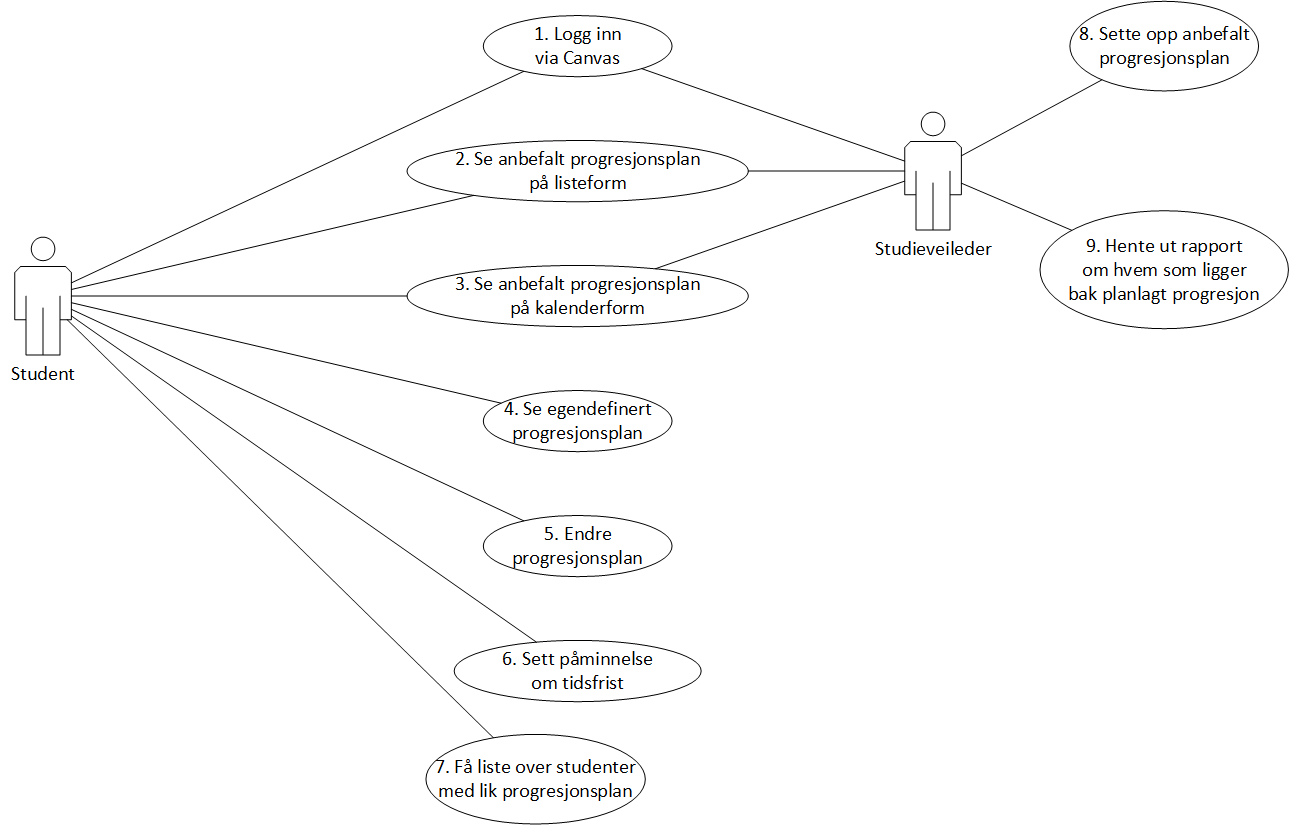 1. Logg inn
via Canvas
8. Sette opp anbefalt
progresjonsplan
2. Se anbefalt progresjonsplan
på listeform
Studieveileder
9. Hente ut rapport
om hvem som ligger
bak planlagt progresjon
3. Se anbefalt progresjonsplan
på kalenderform
Student
4. Se egendefinert
progresjonsplan
5. Endre
progresjonsplan
6. Sett påminnelse
om tidsfrist
7. Få liste over studenter
med lik progresjonsplan